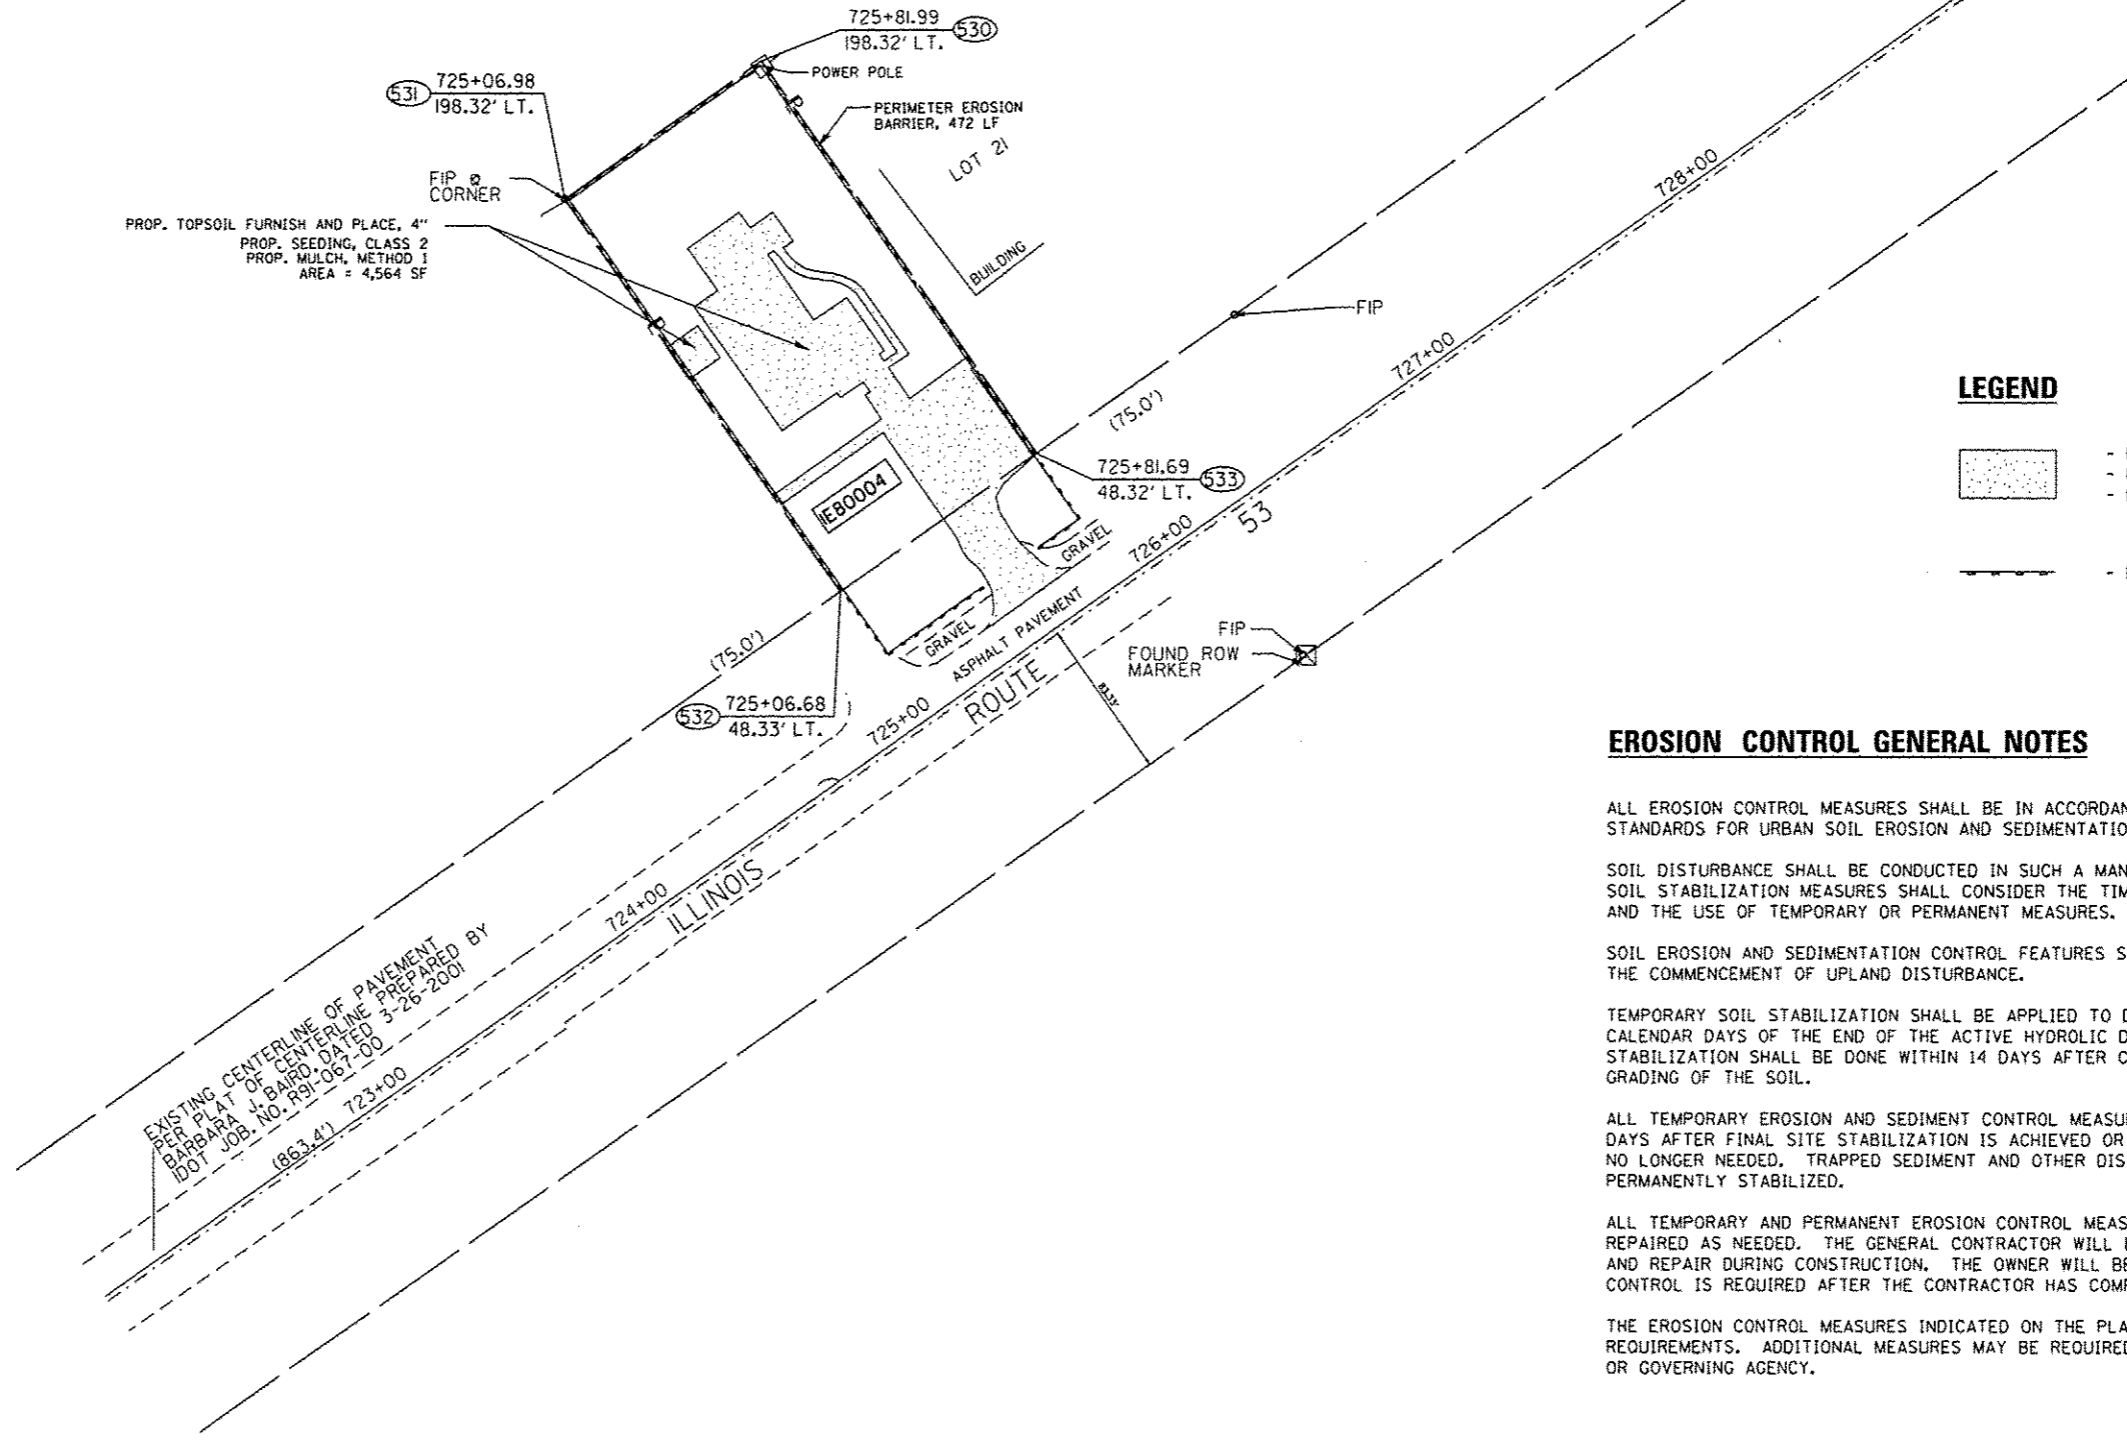 725+81.99
198.32' LT.
530
POWER POLE
531
725+06.98
198.32' LT.
PERIMETER EROSION
BARRIER, 472 LF
LOT 21
FIP @
CORNER
PROP. TOPSOIL FURNISH AND PLACE, 4"
PROP. SEEDING, CLASS 2
PROP. MULCH, METHOD 1
AREA = 4,564 SF
P
P
BUILDING
FIP
728+00
727+00
(75.0')
725+81.69
48.32' LT.
533
1E80004
GRAVEL
726+00
53
GRAVEL
ASPHALT PAVEMENT
ROUTE
FIP
FOUND ROW
MARKER
(75.0')
532
725+06.68
48.33' LT.
725+00
724+00
ILLINOIS
EXISTING CENTERLINE OF PAVEMENT
PER PLAT OF CENTERLINE PREPARED BY
BARBARA J. BAIRD, DATED 3-26-2001
IDOT JOB. NO. R91-067-00
(863.4')
723+00
LEGEND
EROSION CONTROL GENERAL NOTES
ALL EROSION CONTROL MEASURES SHALL BE IN ACCORDAN
STANDARDS FOR URBAN SOIL EROSION AND SEDIMENTATIO
SOIL DISTURBANCE SHALL BE CONDUCTED IN SUCH A MAN
SOIL STABILIZATION MEASURES SHALL CONSIDER THE TIM
AND THE USE OF TEMPORARY OR PERMANENT MEASURES.
SOIL EROSION AND SEDIMENTATION CONTROL FEATURES S
THE COMMENCEMENT OF UPLAND DISTURBANCE.
TEMPORARY SOIL STABILIZATION SHALL BE APPLIED TO D
CALENDAR DAYS OF THE END OF THE ACTIVE HYDROLIC D
STABILIZATION SHALL BE DONE WITHIN 14 DAYS AFTER C
GRADING OF THE SOIL.
ALL TEMPORARY EROSION AND SEDIMENT CONTROL MEASU
DAYS AFTER FINAL SITE STABILIZATION IS ACHIEVED OR
NO LONGER NEEDED. TRAPPED SEDIMENT AND OTHER DIS
PERMANENTLY STABILIZED.
ALL TEMPORARY AND PERMANENT EROSION CONTROL MEAS
REPAIRED AS NEEDED. THE GENERAL CONTRACTOR WILL
AND REPAIR DURING CONSTRUCTION. THE OWNER WILL BE
CONTROL IS REQUIRED AFTER THE CONTRACTOR HAS COM
THE EROSION CONTROL MEASURES INDICATED ON THE PLA
REQUIREMENTS. ADDITIONAL MEASURES MAY BE REQUIRE
OR GOVERNING AGENCY.